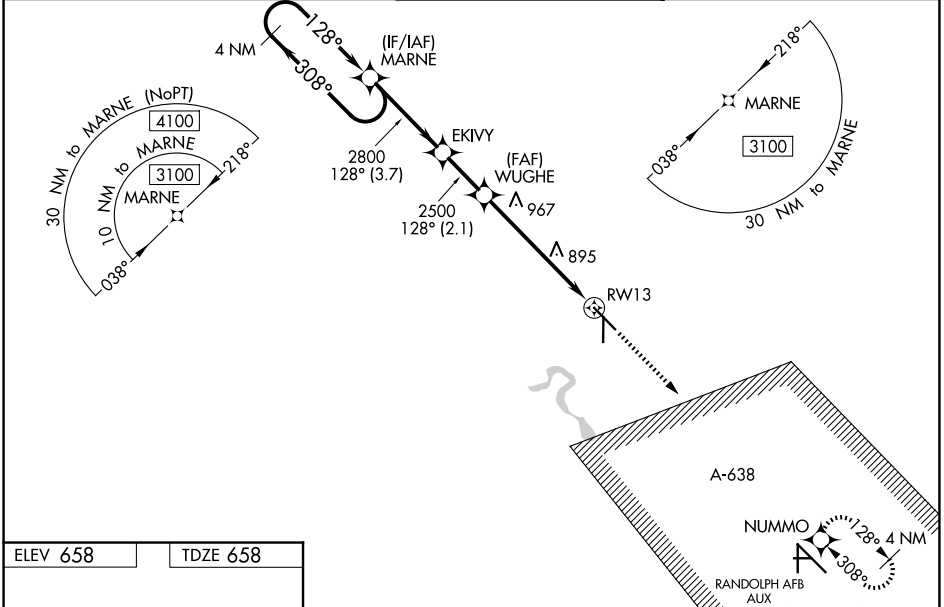 4 NM
128°
308°
(IF/IAF)
MARNE
2800
128° (3.7)
EKIVY
2500
128° (2.1)
(FAF)
WUGHE
967
895
RW13
30 NM to MARNE (NoPT)
4100
10 NM to MARNE
3100
MARNE
218°
038°
218°
MARNE
3100
038°
30 NM to MARNE
A-638
NUMMO
128°
4 NM
308°
RANDOLPH AFB
AUX
ELEV 658
TDZE 658